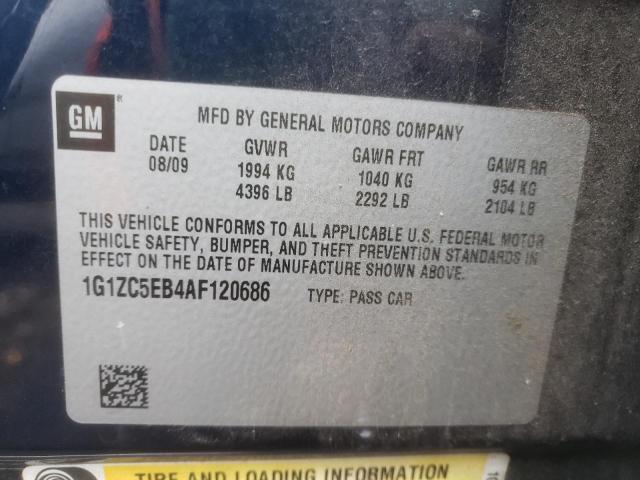 GM
MFD BY GENERAL MOTORS COMPANY
DATE GVWR GAWR FRT GAWR RR
08/09 1994 KG 1040 KG 954 KG
4396 LB 2292 LB 2104 LB
THIS VEHICLE CONFORMS TO ALL APPLICABLE U.S. FEDERAL MOTOR
VEHICLE SAFETY, BUMPER, AND THEFT PREVENTION STANDARDS IN
EFFECT ON THE DATE OF MANUFACTURE SHOWN ABOVE.
1G1ZC5EB4AF120686 TYPE: PASS CAR
TIRE AND LOADING INFORMATION